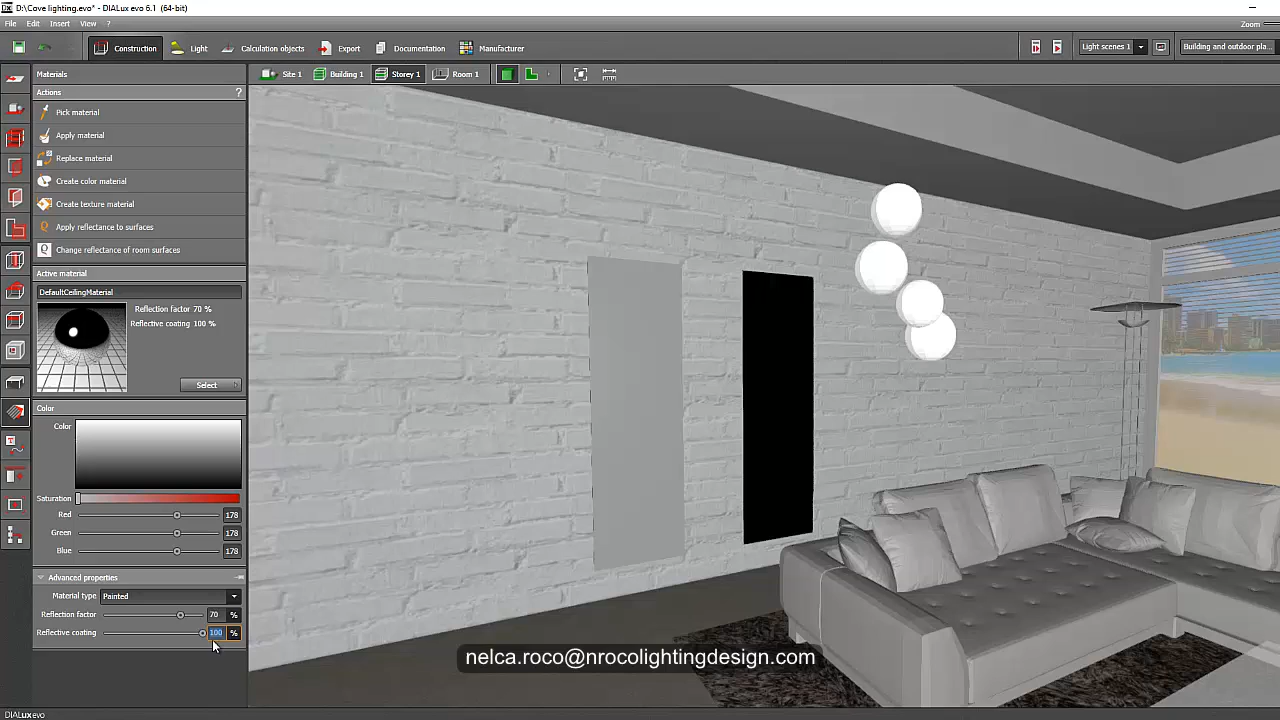 D:\Cove lighting.evo* - DIALux evo 6.1 (64-bit)
File Edit Insert View ? Zoom
Construction Light Calculation objects Export Documentation Manufacturer Light scenes 1 Building and outdoor pla...
Site 1 Building 1 Storey 1 Room 1
Materials
Actions ?
Pick material
Apply material
Replace material
Create color material
Create texture material
Apply reflectance to surfaces
Change reflectance of room surfaces
Active material
DefaultCeilingMaterial
Reflection factor 70 %
Reflective coating 100 %
Select
Color
Color
Saturation
Red 178
Green 178
Blue 178
Advanced properties
Material type Painted
Reflection factor 70 %
Reflective coating 100 %
nelca.roco@nrocolightingdesign.com
DIALux evo